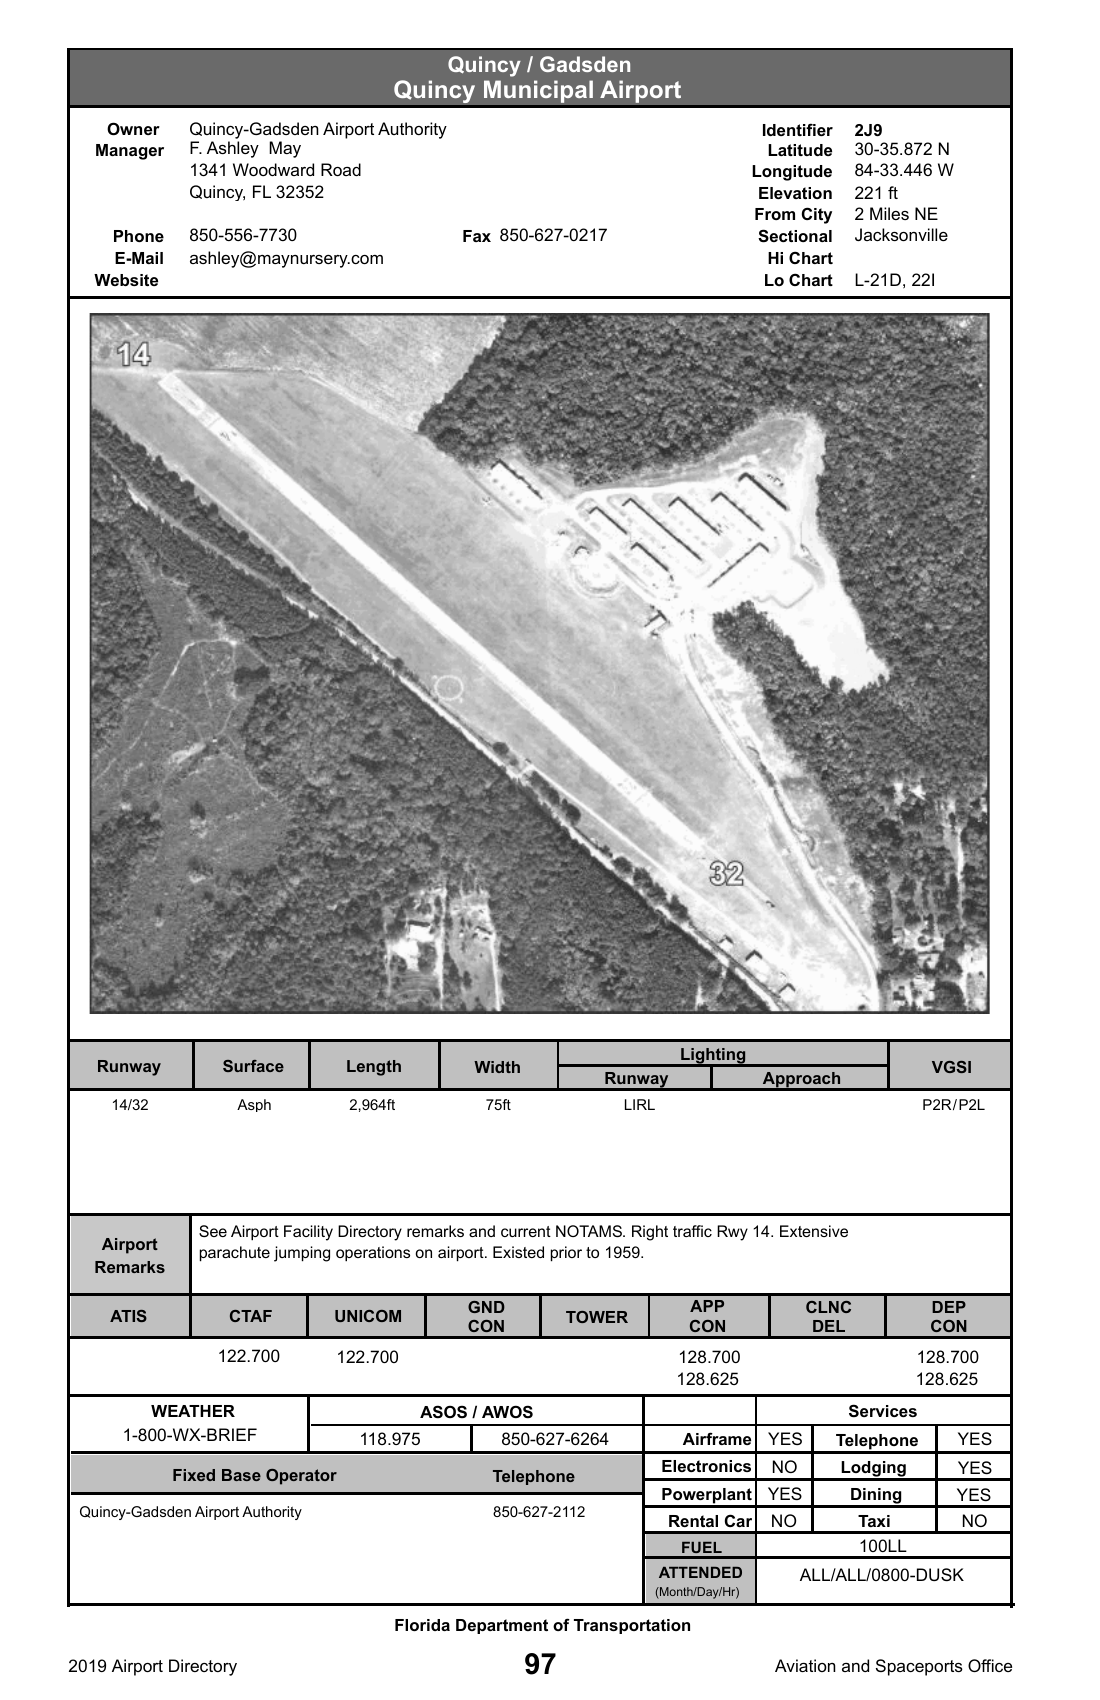 Quincy / Gadsden
Quincy Municipal Airport
Owner Quincy-Gadsden Airport Authority
Manager F. Ashley May
1341 Woodward Road
Quincy, FL 32352
Phone 850-556-7730 Fax 850-627-0217
E-Mail ashley@maynursery.com
Website
Identifier 2J9
Latitude 30-35.872 N
Longitude 84-33.446 W
Elevation 221 ft
From City 2 Miles NE
Sectional Jacksonville
Hi Chart
Lo Chart L-21D, 22I
14
32
Runway Surface Length Width Lighting VGSI
Runway Approach
14/32 Asph 2,964ft 75ft LIRL P2R/P2L
Airport Remarks
See Airport Facility Directory remarks and current NOTAMS. Right traffic Rwy 14. Extensive
parachute jumping operations on airport. Existed prior to 1959.
ATIS CTAF UNICOM GND CON TOWER APP CON CLNC DEL DEP CON
122.700 122.700 128.700 128.700
128.625 128.625
WEATHER
1-800-WX-BRIEF
ASOS / AWOS
118.975 850-627-6264
Fixed Base Operator Telephone
Quincy-Gadsden Airport Authority 850-627-2112
Services
Airframe YES Telephone YES
Electronics NO Lodging YES
Powerplant YES Dining YES
Rental Car NO Taxi NO
FUEL 100LL
ATTENDED ALL/ALL/0800-DUSK
(Month/Day/Hr)
Florida Department of Transportation
2019 Airport Directory 97 Aviation and Spaceports Office